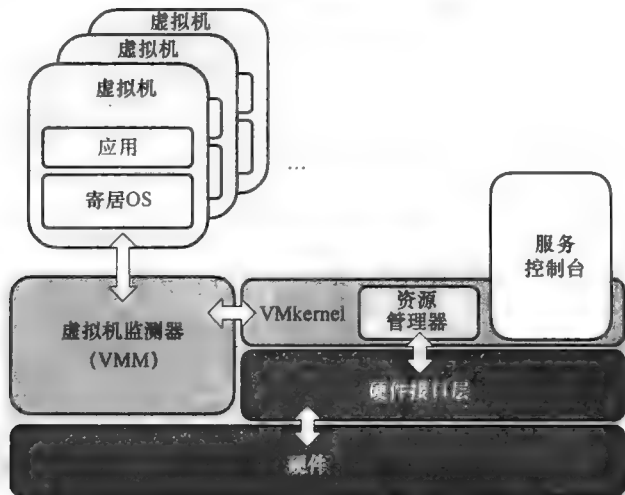 虚拟机
虚拟机
虚拟机
应用
寄居OS
…
服务
控制台
资源
管理器
VMkernel
虚拟机监测器
(VMM)
硬件接口层
硬件